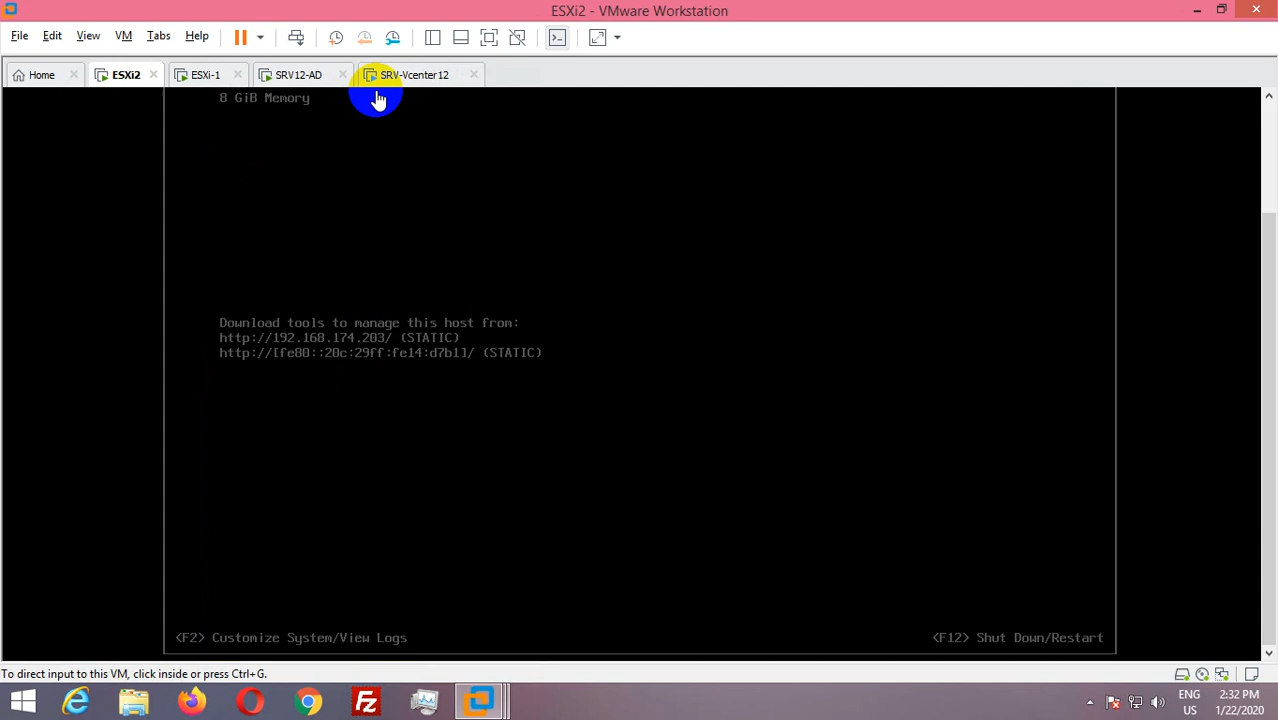 ESXi2 - VMware Workstation
File Edit View VM Tabs Help
Home ESXi2 ESXi-1 SRV12-AD SRV-Vcenter12
8 GiB Memory
Download tools to manage this host from:
http://192.168.174.203/ (STATIC)
http://[fe80::20c:29ff:fe14:d7b1]/ (STATIC)
<F2> Customize System/View Logs <F12> Shut Down/Restart
To direct input to this VM, click inside or press Ctrl+G.
ENG 2:32 PM
US 1/22/2020